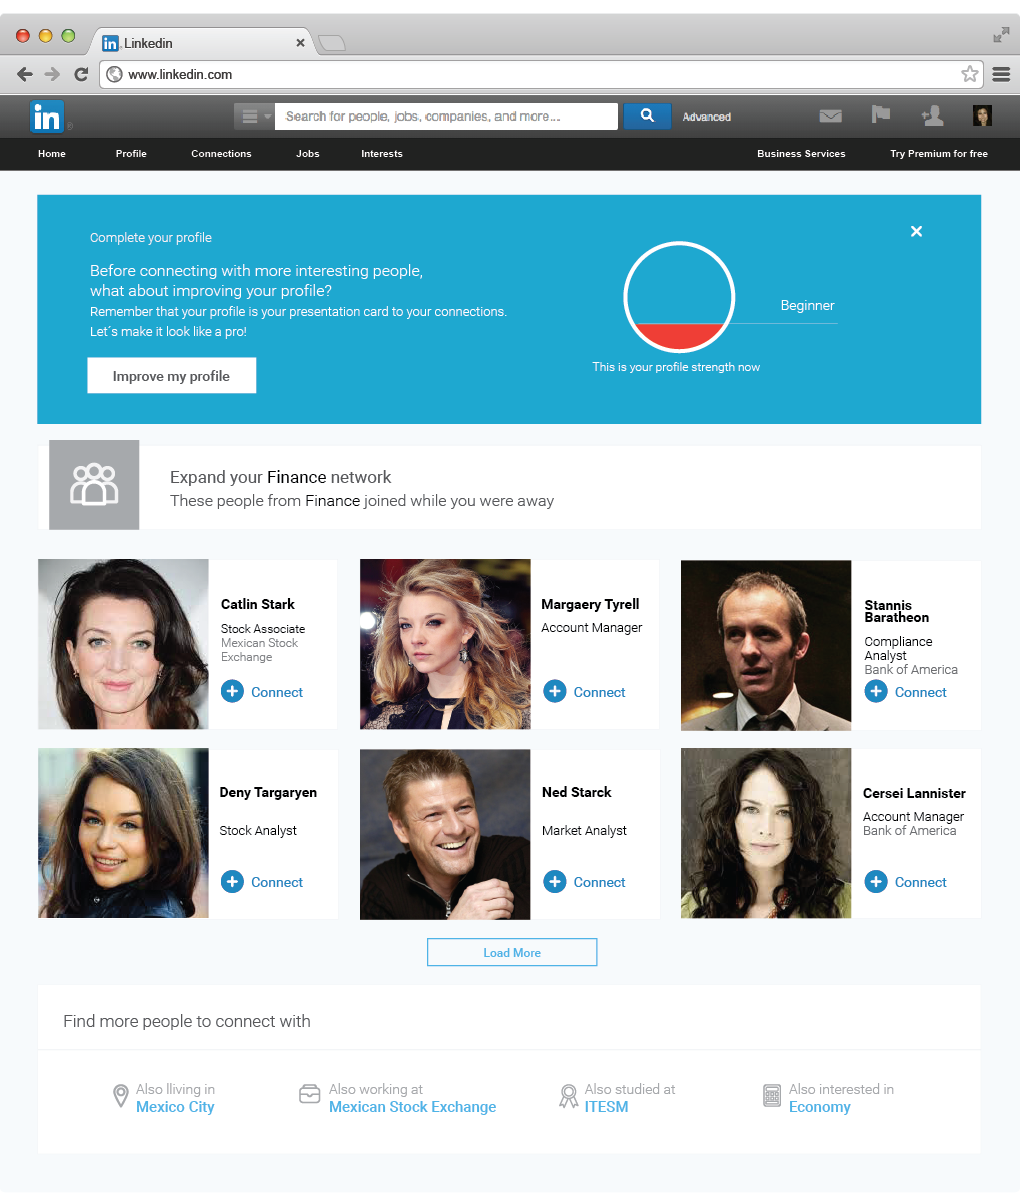 in Linkedin
www.linkedin.com
in
Search for people, jobs, companies, and more...
Advanced
Home
Profile
Connections
Jobs
Interests
Business Services
Try Premium for free
Complete your profile
Before connecting with more interesting people,
what about improving your profile?
Remember that your profile is your presentation card to your connections.
Let´s make it look like a pro!
Improve my profile
Beginner
This is your profile strength now
Expand your Finance network
These people from Finance joined while you were away
Catlin Stark
Stock Associate
Mexican Stock
Exchange
Connect
Margaery Tyrell
Account Manager
Connect
Stannis
Baratheon
Compliance
Analyst
Bank of America
Connect
Deny Targaryen
Stock Analyst
Connect
Ned Starck
Market Analyst
Connect
Cersei Lannister
Account Manager
Bank of America
Connect
Load More
Find more people to connect with
Also lliving in
Mexico City
Also working at
Mexican Stock Exchange
Also studied at
ITESM
Also interested in
Economy